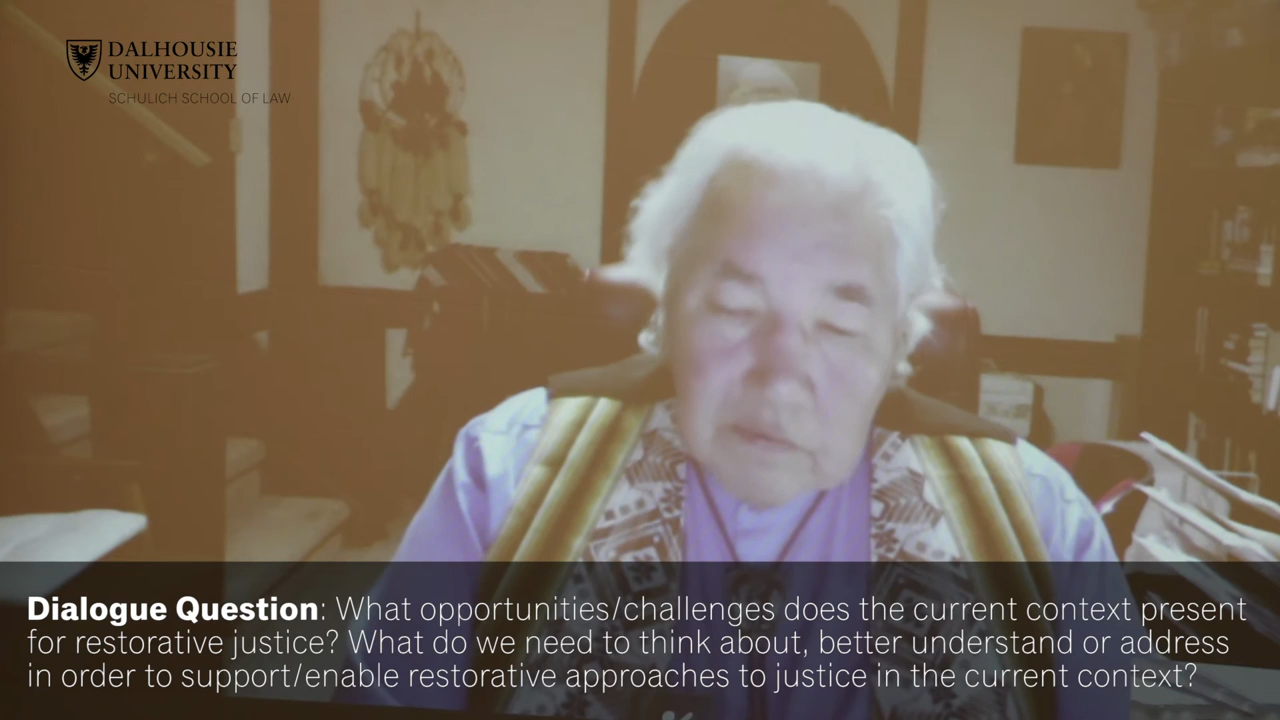 DALHOUSIE
UNIVERSITY
SCHULICH SCHOOL OF LAW
Dialogue Question: What opportunities/challenges does the current context present
for restorative justice? What do we need to think about, better understand or address
in order to support/enable restorative approaches to justice in the current context?